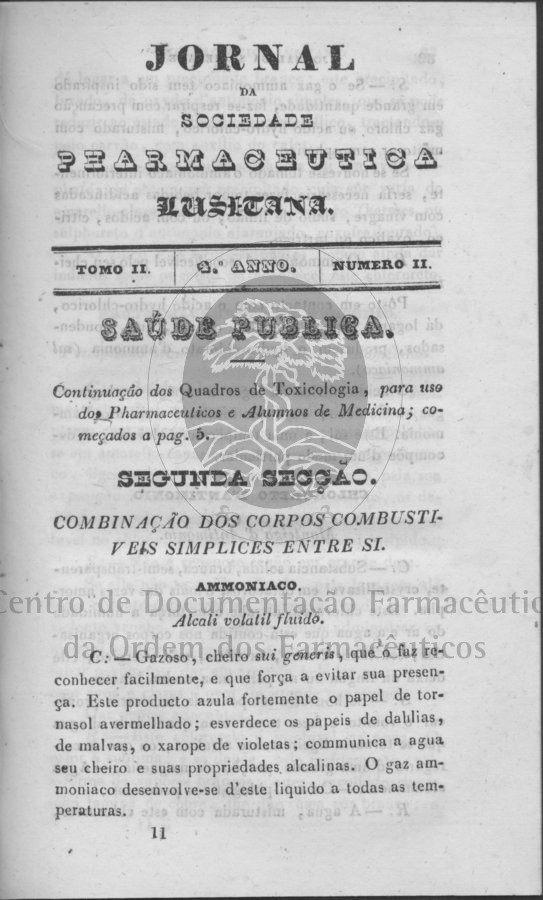 JORNAL
DA
SOCIEDADE
PHARMACEUTICA
LUSITANA.
TOMO II. 2.º ANNO. NUMERO II.
SAÚDE PUBLICA.
Continuação dos Quadros de Toxicologia, para uso
dos Pharmaceuticos e Alumnos de Medicina; co-
meçados a pag. 5.
SEGUNDA SECÇÃO.
COMBINAÇÃO DOS CORPOS COMBUSTI-
VEIS SIMPLICES ENTRE SI.
AMMONIACO.
Centro de Documentação Farmacêutic
Alcali volatil fluido.
da Ordem dos Farmacêuticos
C: — Gazoso, cheiro sui generis, que o faz re-
conhecer facilmente, e que força a evitar sua presen-
ça. Este producto azula fortemente o papel de tor-
nasol avermelhado; esverdece os papeis de dahlias,
de malvas, o xarope de violetas; communica a agua
seu cheiro e suas propriedades alcalinas. O gaz am-
moniaco desenvolve-se d'este liquido a todas as tem-
peraturas.
11